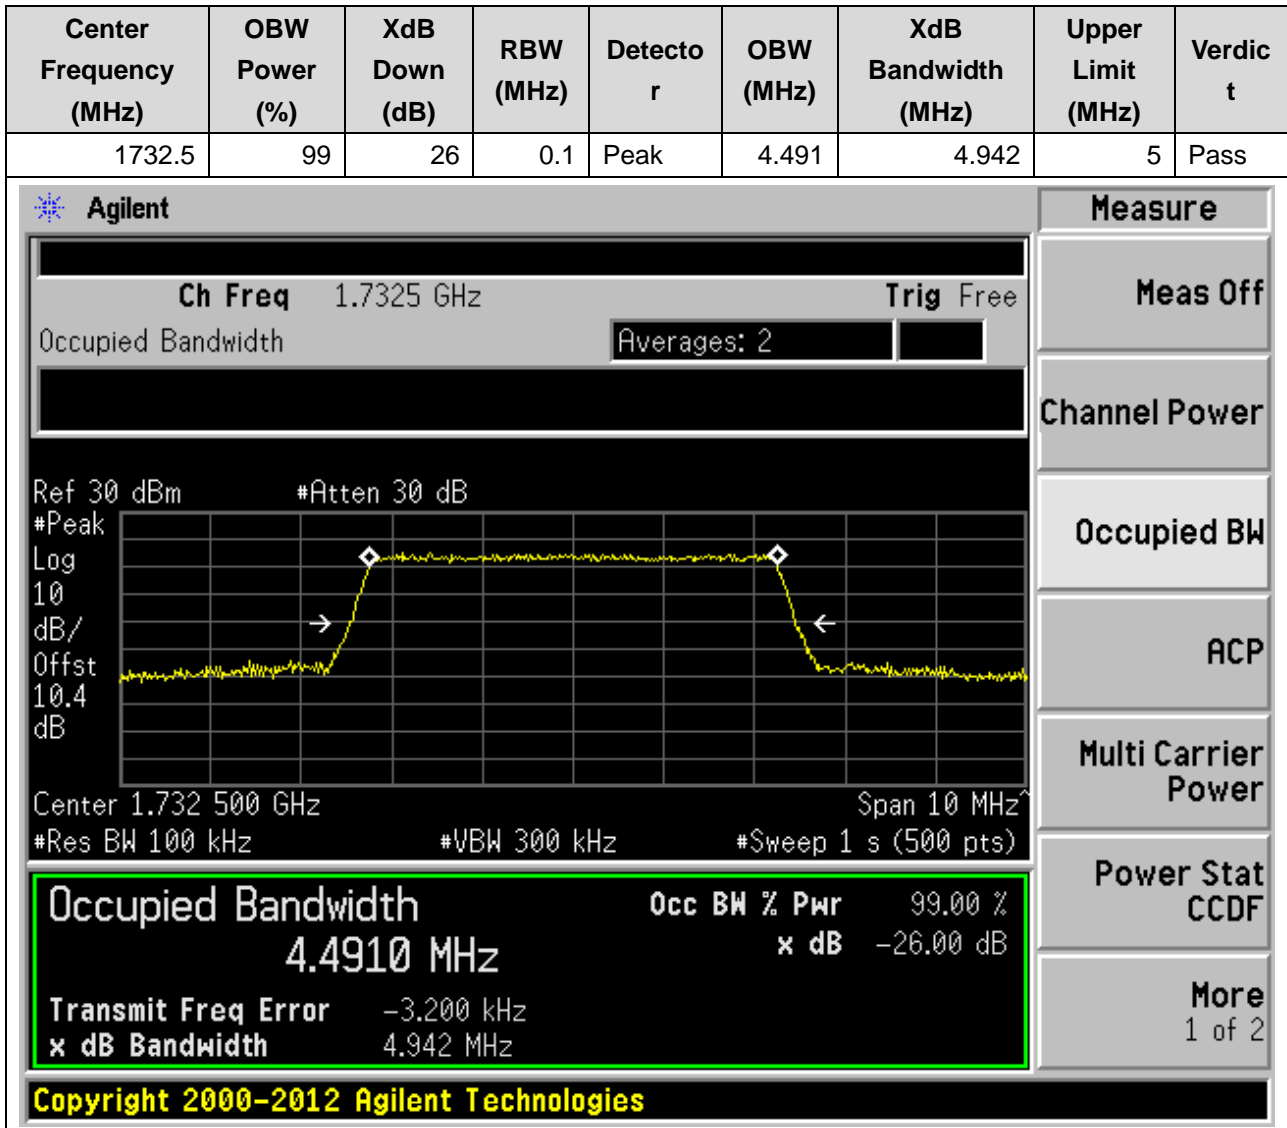 Center Frequency (MHz) OBW Power (%) XdB Down (dB) RBW (MHz) Detecto r OBW (MHz) XdB Bandwidth (MHz) Upper Limit (MHz) Verdic t
1732.5 99 26 0.1 Peak 4.491 4.942 5 Pass
Agilent
Measure
Ch Freq 1.7325 GHz Trig Free
Meas Off
Occupied Bandwidth
Averages: 2
Channel Power
Ref 30 dBm #Atten 30 dB
#Peak
Log
10
dB/
Offst
10.4
dB
Occupied BW
ACP
Multi Carrier
Power
Center 1.732 500 GHz Span 10 MHz^
#Res BW 100 kHz #VBW 300 kHz #Sweep 1 s (500 pts)
Power Stat
CCDF
Occupied Bandwidth
4.4910 MHz
Occ BW % Pwr 99.00 %
x dB -26.00 dB
Transmit Freq Error -3.200 kHz
x dB Bandwidth 4.942 MHz
More
1 of 2
Copyright 2000-2012 Agilent Technologies